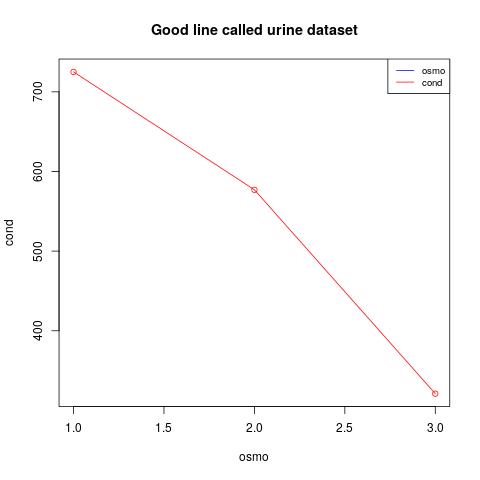 Good line called urine dataset
osmo
cond
700
600
500
400
cond
1.0 1.5 2.0 2.5 3.0
osmo